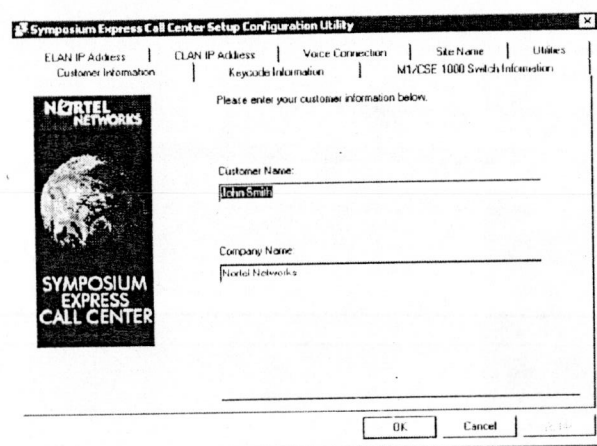 Symposium Express Call Center Setup Configuration Utility
ELAN IP Address CLAN IP Address Voice Connection Site Name Utilities
Customer Information Keycode Information M1/CSE 1000 Switch Information
NORTEL
NETWORKS
SYMPOSIUM
EXPRESS
CALL CENTER
Please enter your customer information below.
Customer Name:
John Smith
Company Name
Nortel Networks
OK Cancel